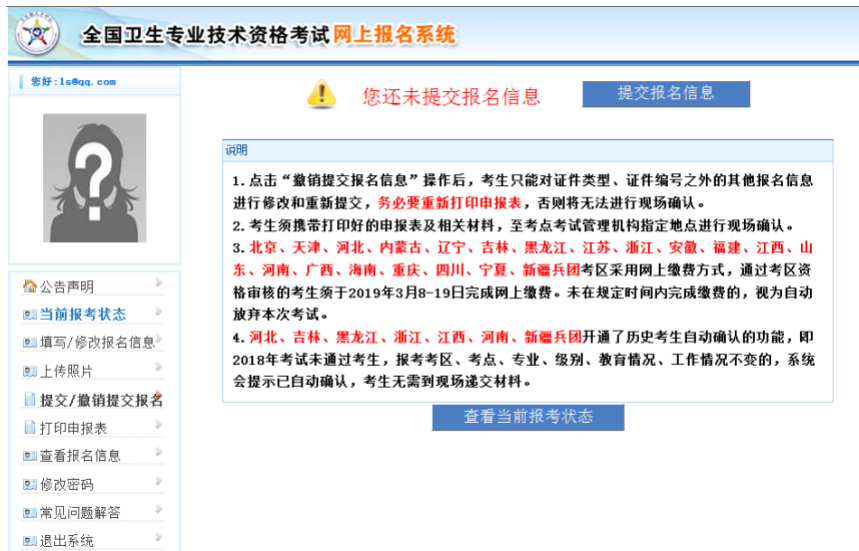 全国卫生专业技术资格考试 网上报名系统
您好:1s@qq.com
您还未提交报名信息
提交报名信息
说明
1.点击“撤销提交报名信息”操作后，考生只能对证件类型、证件编号之外的其他报名信息
进行修改和重新提交，务必要重新打印申报表，否则将无法进行现场确认。
2.考生须携带打印好的申报表及相关材料，至考点考试管理机构指定地点进行现场确认。
3.北京、天津、河北、内蒙古、辽宁、吉林、黑龙江、江苏、浙江、安徽、福建、江西、山
东、河南、广西、海南、重庆、四川、宁夏、新疆兵团考区采用网上缴费方式，通过考区资
格审核的考生须于2019年3月8-19日完成网上缴费。未在规定时间内完成缴费的，视为自动
放弃本次考试。
4.河北、吉林、黑龙江、浙江、江西、河南、新疆兵团开通了历史考生自动确认的功能，即
2018年考试未通过考生，报考考区、考点、专业、级别、教育情况、工作情况不变的，系统
会提示已自动确认，考生无需到现场递交材料。
查看当前报考状态
公告声明
当前报考状态
填写/修改报名信息
上传照片
提交/撤销提交报名
打印申报表
查看报名信息
修改密码
常见问题解答
退出系统